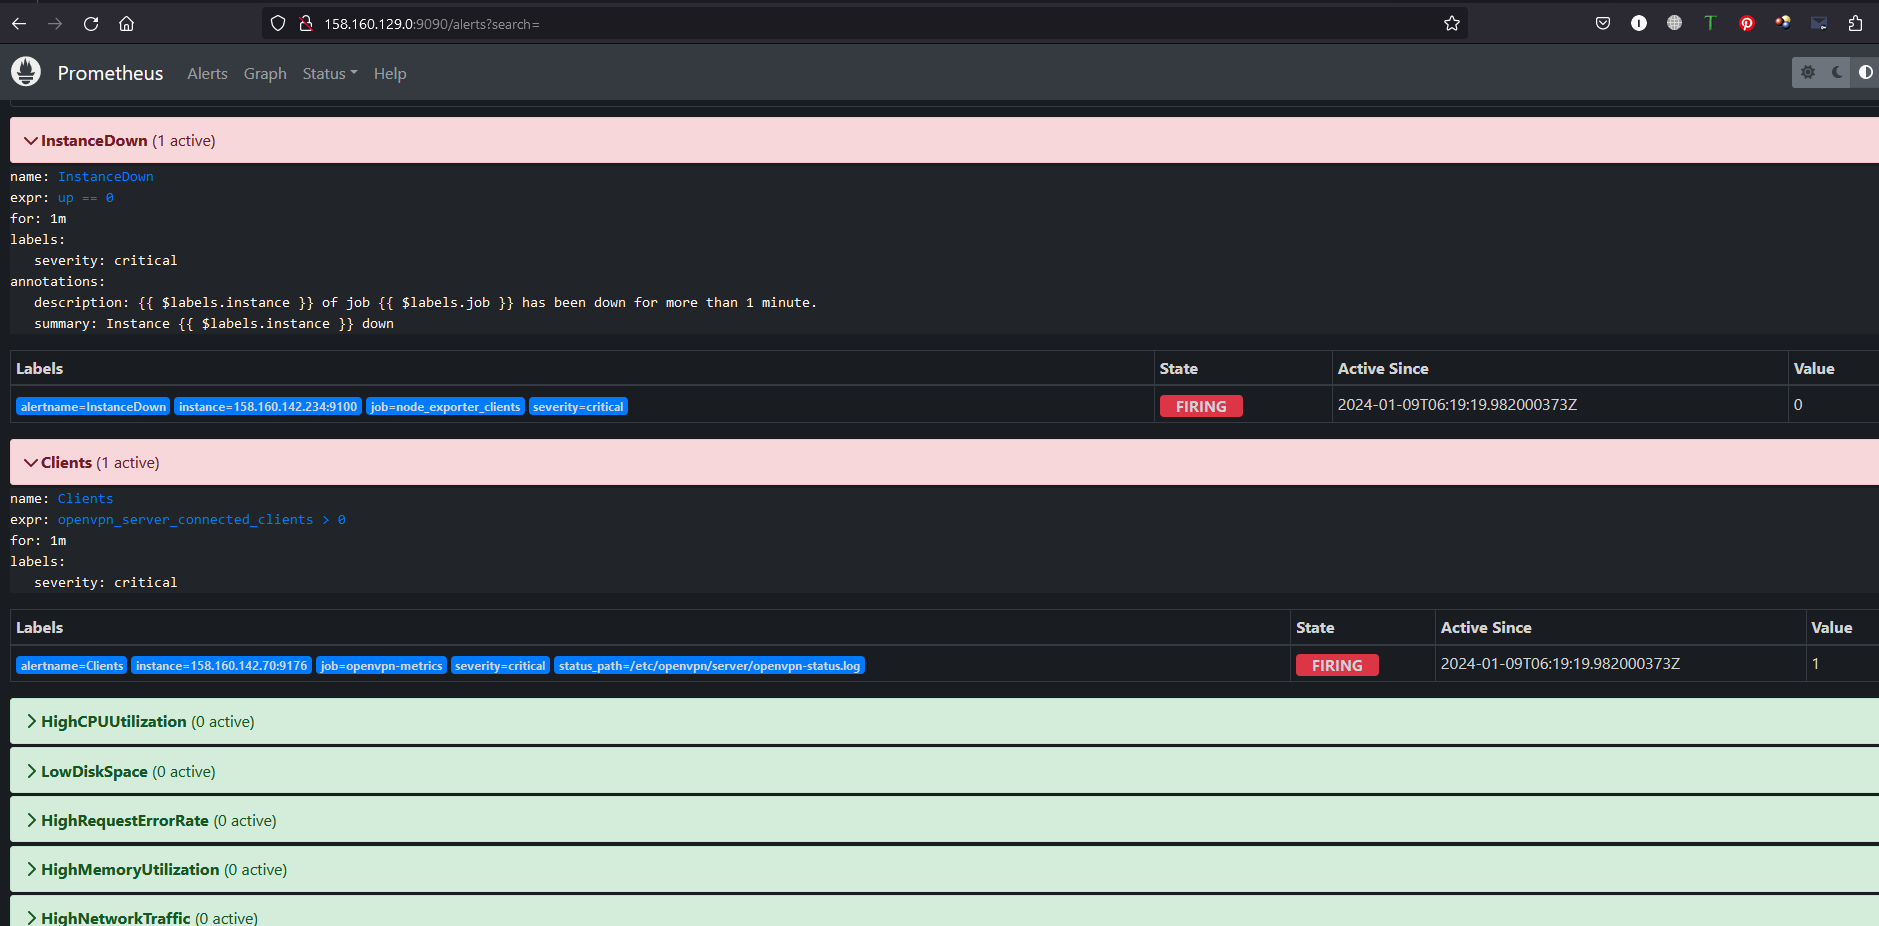 158.160.129.0:9090/alerts?search=
Prometheus Alerts Graph Status Help
InstanceDown (1 active)
name: InstanceDown
expr: up == 0
for: 1m
labels:
severity: critical
annotations:
description: {{ $labels.instance }} of job {{ $labels.job }} has been down for more than 1 minute.
summary: Instance {{ $labels.instance }} down
Labels State Active Since Value
alertname=InstanceDown instance=158.160.142.234:9100 job=node_exporter_clients severity=critical FIRING 2024-01-09T06:19:19.982000373Z 0
Clients (1 active)
name: Clients
expr: openvpn_server_connected_clients > 0
for: 1m
labels:
severity: critical
Labels State Active Since Value
alertname=Clients instance=158.160.142.70:9176 job=openvpn-metrics severity=critical status_path=/etc/openvpn/server/openvpn-status.log FIRING 2024-01-09T06:19:19.982000373Z 1
HighCPUUtilization (0 active)
LowDiskSpace (0 active)
HighRequestErrorRate (0 active)
HighMemoryUtilization (0 active)
HighNetworkTraffic (0 active)